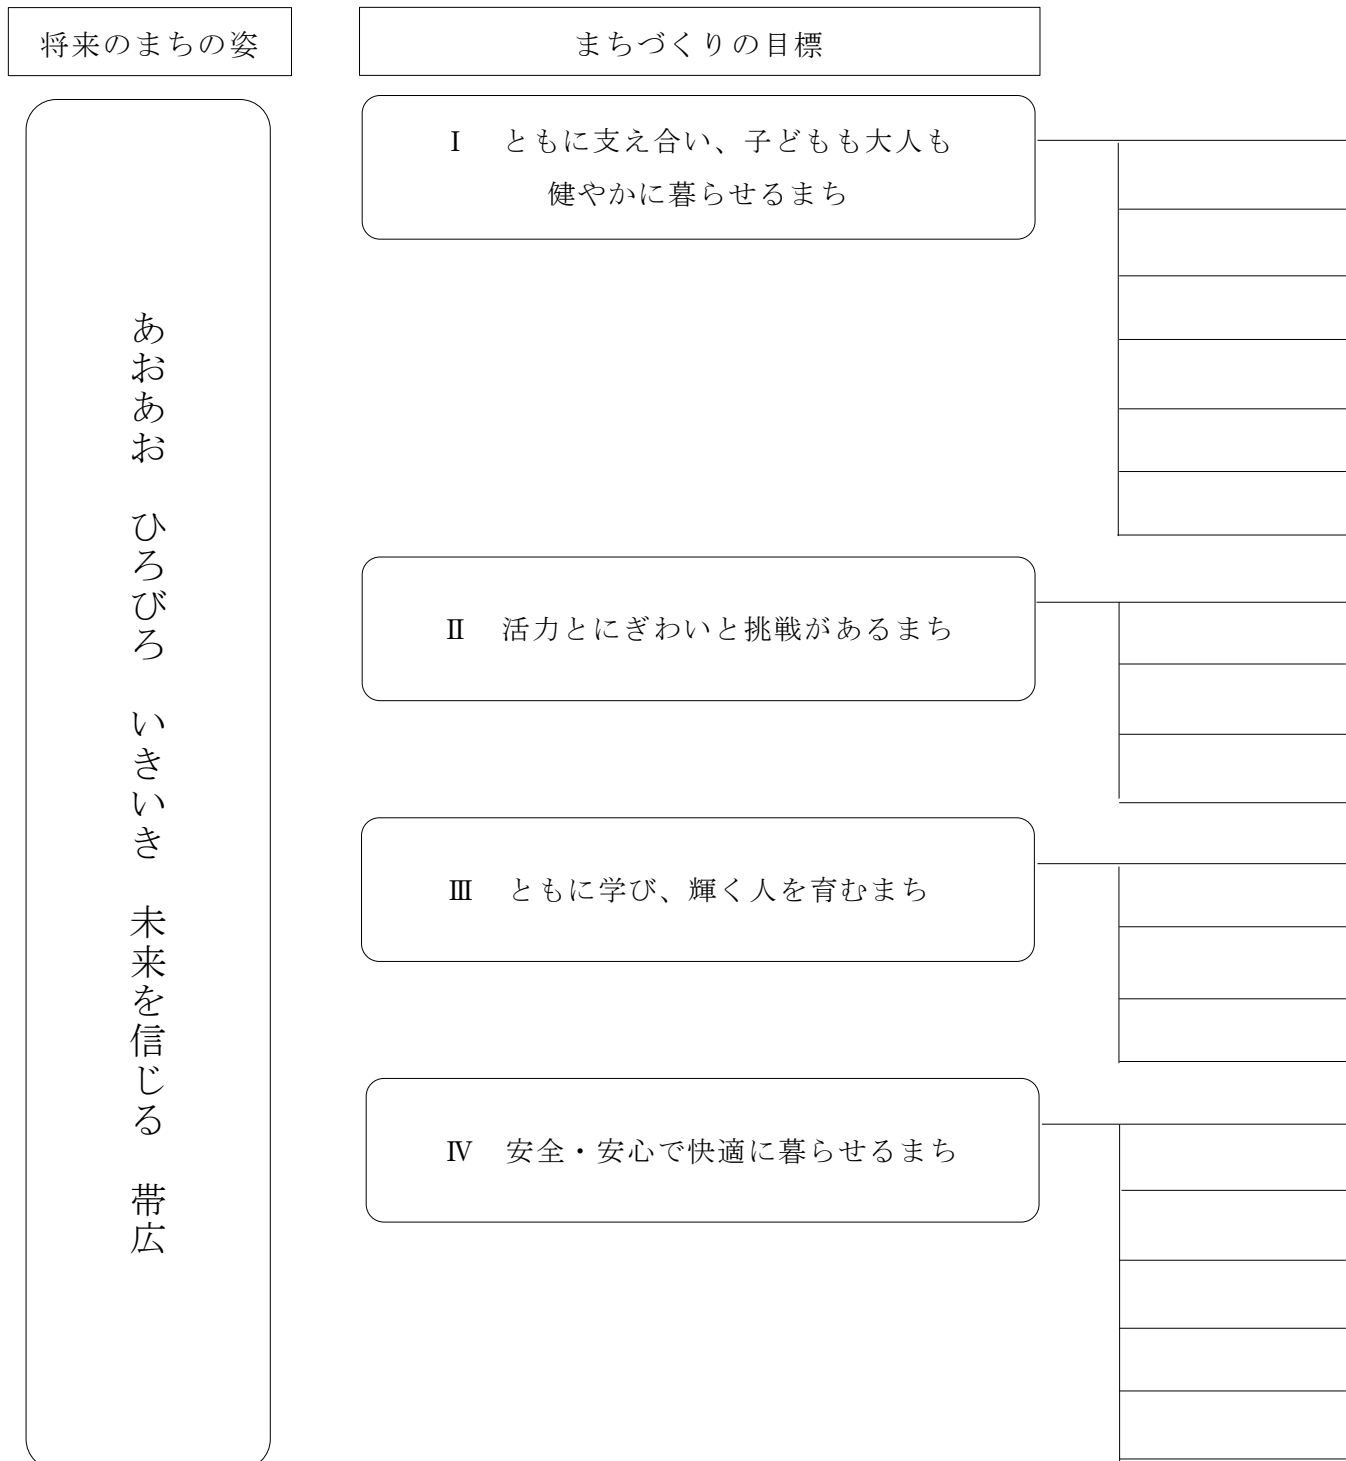 将来のまちの姿
まちづくりの目標
あおあお　ひろびろ　いきいき　未来を信じる　帯広
Ⅰ　ともに支え合い、子どもも大人も
健やかに暮らせるまち
Ⅱ　活力とにぎわいと挑戦があるまち
Ⅲ　ともに学び、輝く人を育むまち
Ⅳ　安全・安心で快適に暮らせるまち